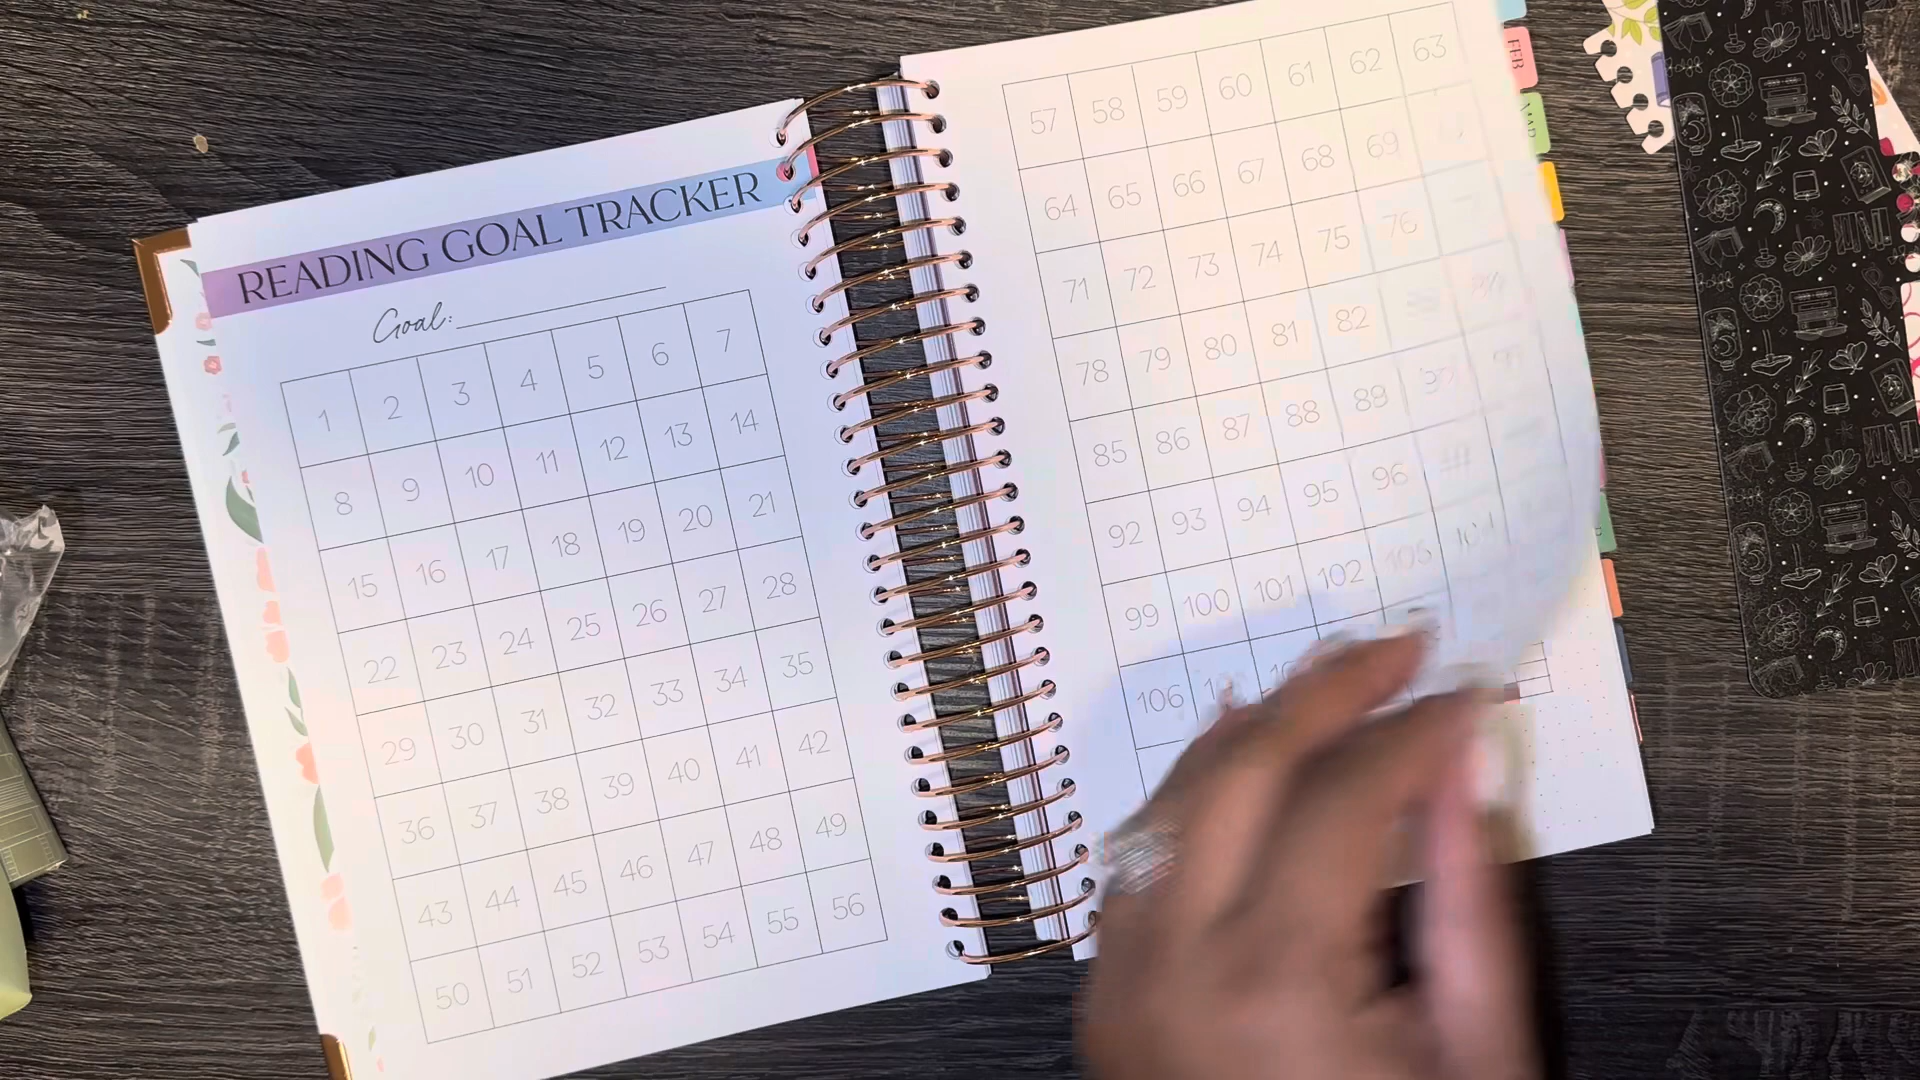 READING GOAL TRACKER
Goal:
1 2 3 4 5 6 7
8 9 10 11 12 13 14
15 16 17 18 19 20 21
22 23 24 25 26 27 28
29 30 31 32 33 34 35
36 37 38 39 40 41 42
43 44 45 46 47 48 49
50 51 52 53 54 55 56
57 58 59 60 61 62 63
64 65 66 67 68 69
71 72 73 74 75 76
78 79 80 81 82
85 86 87 88 89
92 93 94 95 96
99 100 101 102
106
FEB
MAR